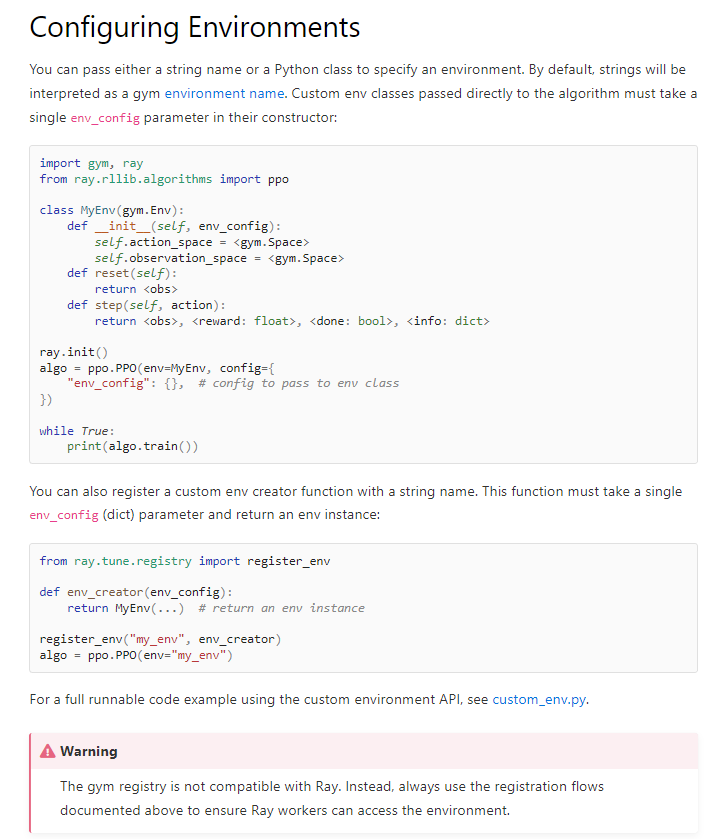 Configuring Environments
You can pass either a string name or a Python class to specify an environment. By default, strings will be
interpreted as a gym environment name. Custom env classes passed directly to the algorithm must take a
single env_config parameter in their constructor:
import gym, ray
from ray.rllib.algorithms import ppo
class MyEnv(gym.Env):
    def __init__(self, env_config):
        self.action_space = <gym.Space>
        self.observation_space = <gym.Space>
    def reset(self):
        return <obs>
    def step(self, action):
        return <obs>, <reward: float>, <done: bool>, <info: dict>
ray.init()
algo = ppo.PPO(env=MyEnv, config={
    "env_config": {},  # config to pass to env class
})
while True:
    print(algo.train())
You can also register a custom env creator function with a string name. This function must take a single
env_config (dict) parameter and return an env instance:
from ray.tune.registry import register_env
def env_creator(env_config):
    return MyEnv(...)  # return an env instance
register_env("my_env", env_creator)
algo = ppo.PPO(env="my_env")
For a full runnable code example using the custom environment API, see custom_env.py.
Warning
The gym registry is not compatible with Ray. Instead, always use the registration flows
documented above to ensure Ray workers can access the environment.